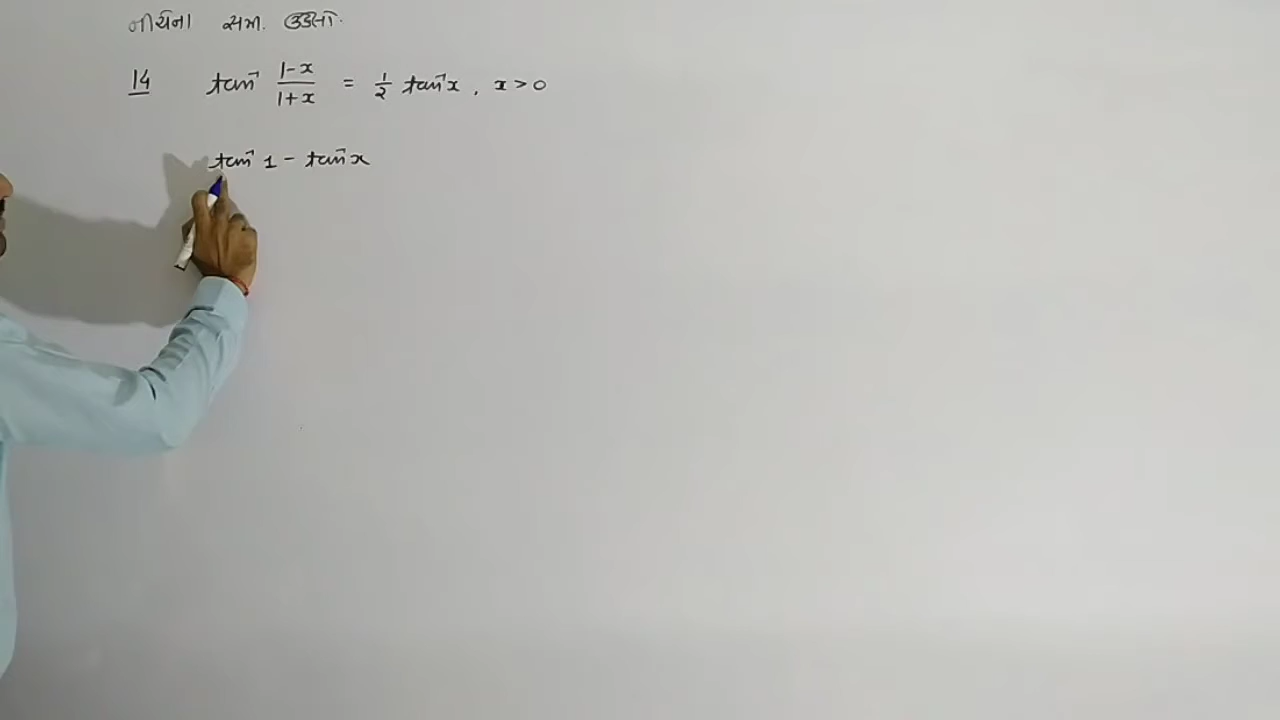 નીચેના સમી. ઉકેલો.
14 tan⁻¹ (1-x)/(1+x) = 1/2 tan⁻¹x , x > 0
tan⁻¹ 1 - tan⁻¹x